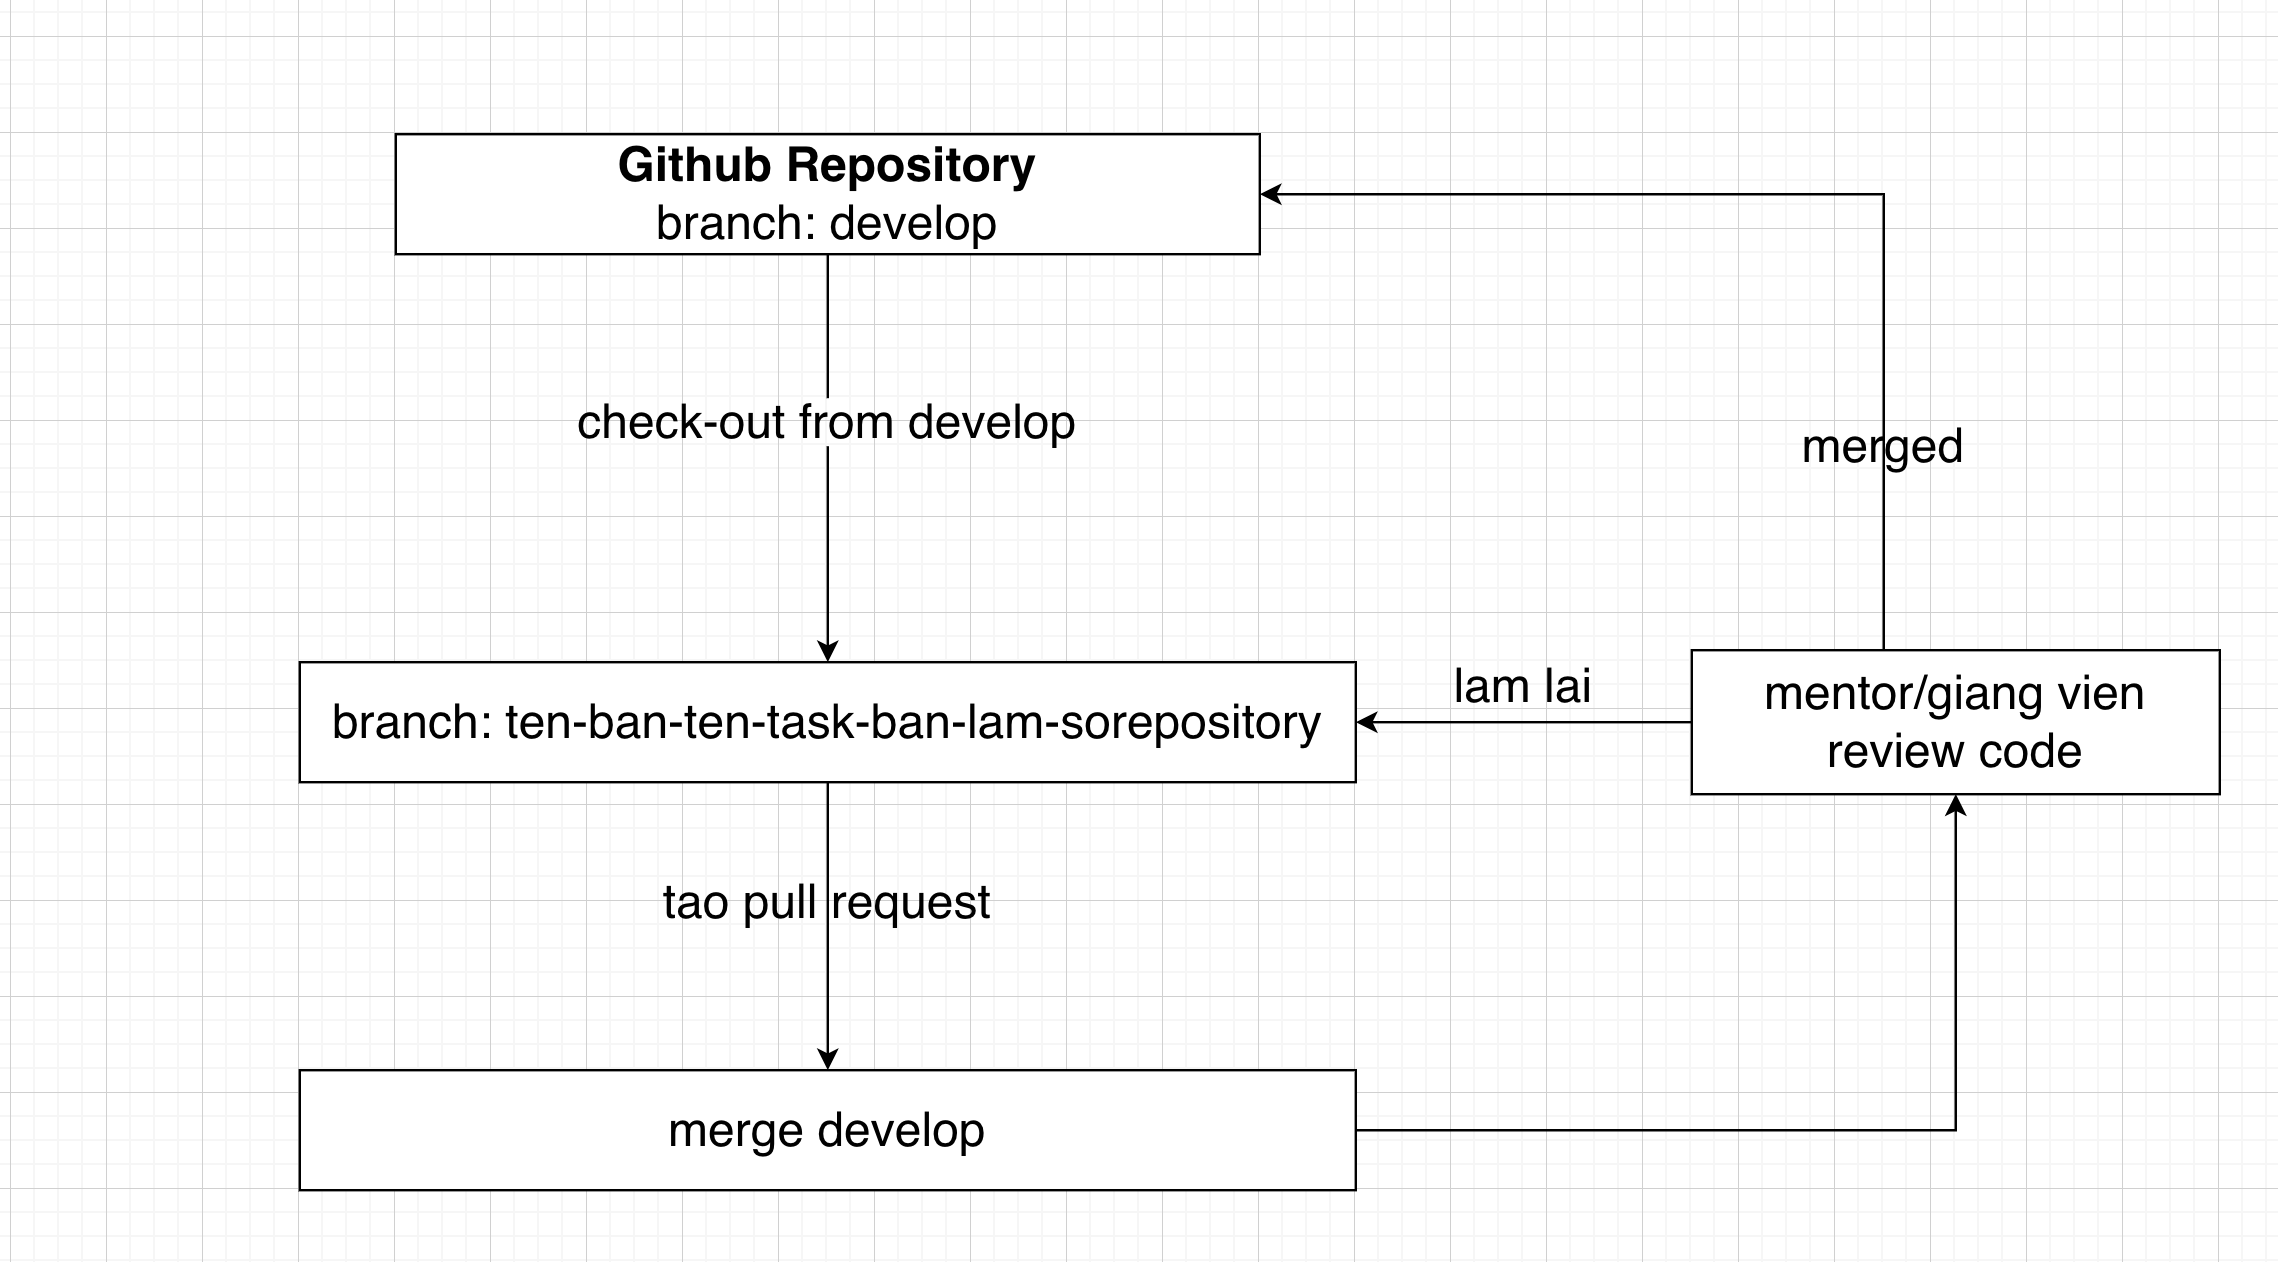 Github Repository
branch: develop
check-out from develop
merged
branch: ten-ban-ten-task-ban-lam-sorepository
lam lai
mentor/giang vien
review code
tao pull request
merge develop